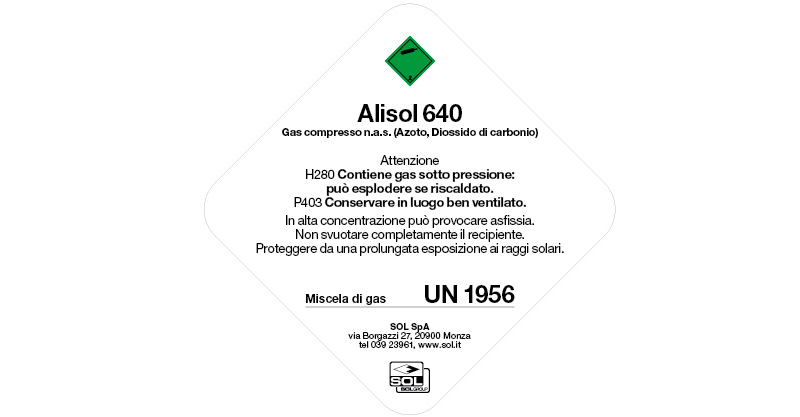 Alisol 640
Gas compresso n.a.s. (Azoto, Diossido di carbonio)
Attenzione
H280 Contiene gas sotto pressione:
può esplodere se riscaldato.
P403 Conservare in luogo ben ventilato.
In alta concentrazione può provocare asfissia.
Non svuotare completamente il recipiente.
Proteggere da una prolungata esposizione ai raggi solari.
Miscela di gas UN 1956
SOL SpA
via Borgazzi 27, 20900 Monza
tel 039 23961, www.sol.it
SOL
SOLGROUP